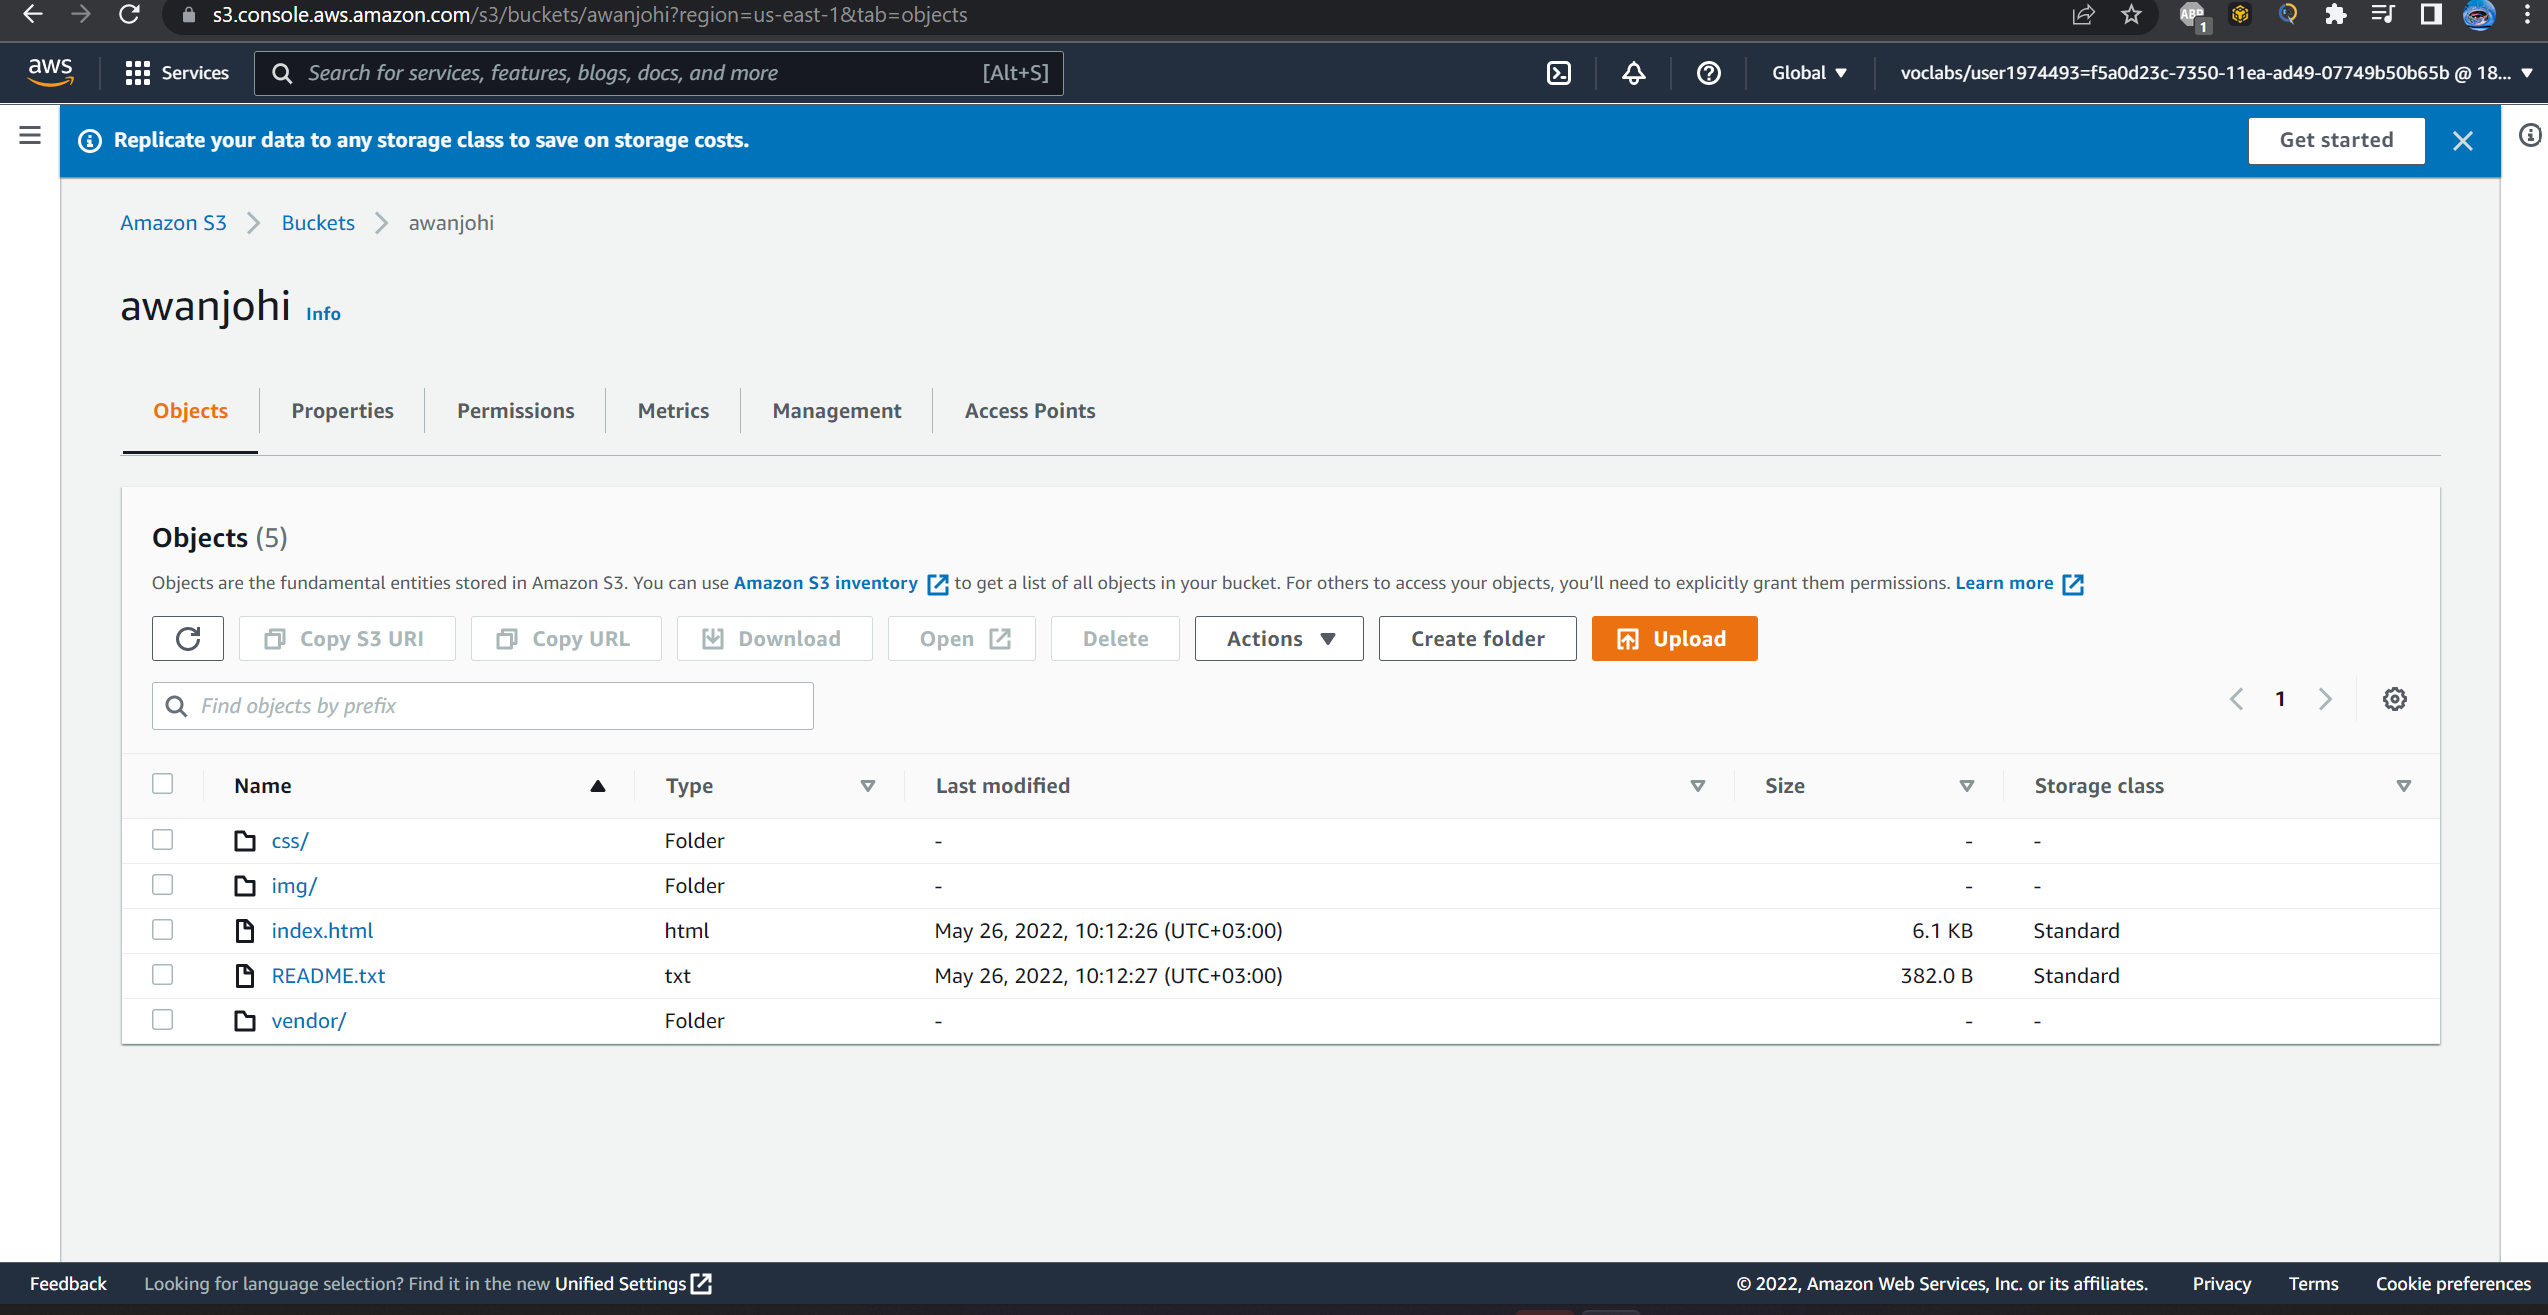 s3.console.aws.amazon.com/s3/buckets/awanjohi?region=us-east-1&tab=objects
ABP 1
aws Services Search for services, features, blogs, docs, and more [Alt+S] Global voclabs/user1974493=f5a0d23c-7350-11ea-ad49-07749b50b65b @ 18...
Replicate your data to any storage class to save on storage costs. Get started
Amazon S3 Buckets awanjohi
awanjohi Info
Objects Properties Permissions Metrics Management Access Points
Objects (5)
Objects are the fundamental entities stored in Amazon S3. You can use Amazon S3 inventory to get a list of all objects in your bucket. For others to access your objects, you’ll need to explicitly grant them permissions. Learn more
Copy S3 URI Copy URL Download Open Delete Actions Create folder Upload
Find objects by prefix 1
Name Type Last modified Size Storage class
css/ Folder - - -
img/ Folder - - -
index.html html May 26, 2022, 10:12:26 (UTC+03:00) 6.1 KB Standard
README.txt txt May 26, 2022, 10:12:27 (UTC+03:00) 382.0 B Standard
vendor/ Folder - - -
Feedback Looking for language selection? Find it in the new Unified Settings © 2022, Amazon Web Services, Inc. or its affiliates. Privacy Terms Cookie preferences